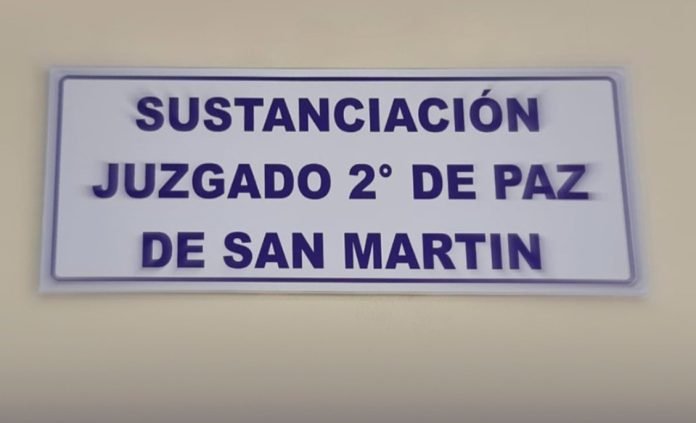 SUSTANCIACIÓN
JUZGADO 2° DE PAZ
DE SAN MARTIN